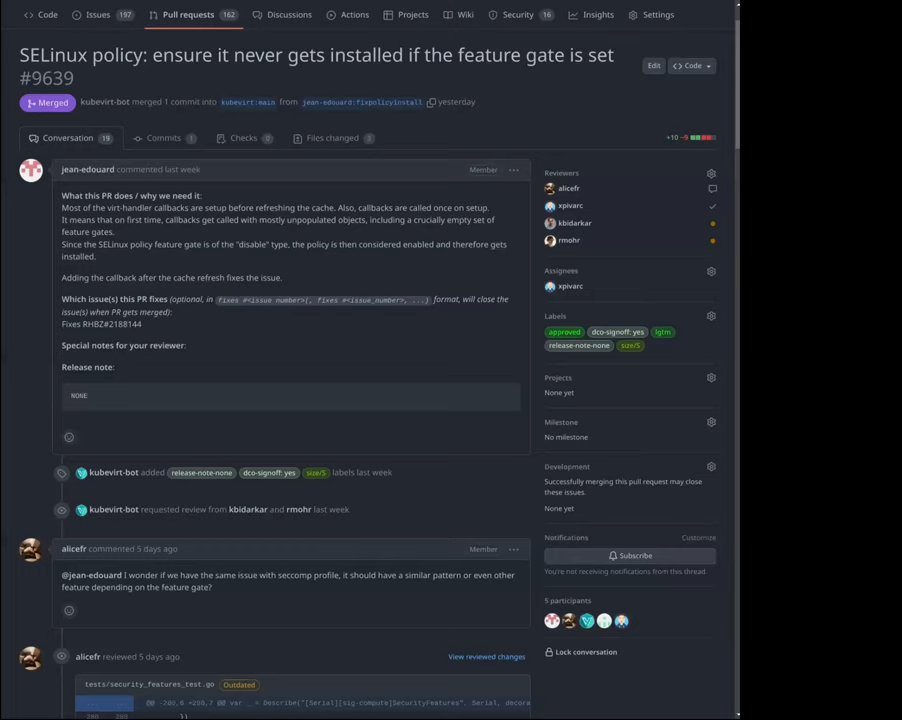 Code Issues 197 Pull requests 162 Discussions Actions Projects Wiki Security 16 Insights Settings
SELinux policy: ensure it never gets installed if the feature gate is set
#9639
Edit <> Code
Merged kubevirt-bot merged 1 commit into kubevirt:main from jean-edouard:fixpolicyinstall yesterday
Conversation 19 Commits 1 Checks 0 Files changed 3 +10 −9
jean-edouard commented last week Member ...
What this PR does / why we need it:
Most of the virt-handler callbacks are setup before refreshing the cache. Also, callbacks are called once on setup.
It means that on first time, callbacks get called with mostly unpopulated objects, including a crucially empty set of
feature gates.
Since the SELinux policy feature gate is of the "disable" type, the policy is then considered enabled and therefore gets
installed.
Adding the callback after the cache refresh fixes the issue.
Which issue(s) this PR fixes (optional, in fixes #<issue number>(, fixes #<issue_number>, ...) format, will close the
issue(s) when PR gets merged):
Fixes RHBZ#2188144
Special notes for your reviewer:
Release note:
NONE
kubevirt-bot added release-note-none dco-signoff: yes size/S labels last week
kubevirt-bot requested review from kbidarkar and rmohr last week
alicefr commented 5 days ago Member ...
@jean-edouard I wonder if we have the same issue with seccomp profile, it should have a similar pattern or even other
feature depending on the feature gate?
alicefr reviewed 5 days ago View reviewed changes
tests/security_features_test.go Outdated
var _ = Describe("[Serial][sig-compute]SecurityFeatures", Serial, decora
Reviewers
alicefr
xpivarc
kbidarkar
rmohr
Assignees
xpivarc
Labels
approved dco-signoff: yes lgtm
release-note-none size/S
Projects
None yet
Milestone
No milestone
Development
Successfully merging this pull request may close
these issues.
None yet
Notifications Customize
Subscribe
You're not receiving notifications from this thread.
5 participants
Lock conversation